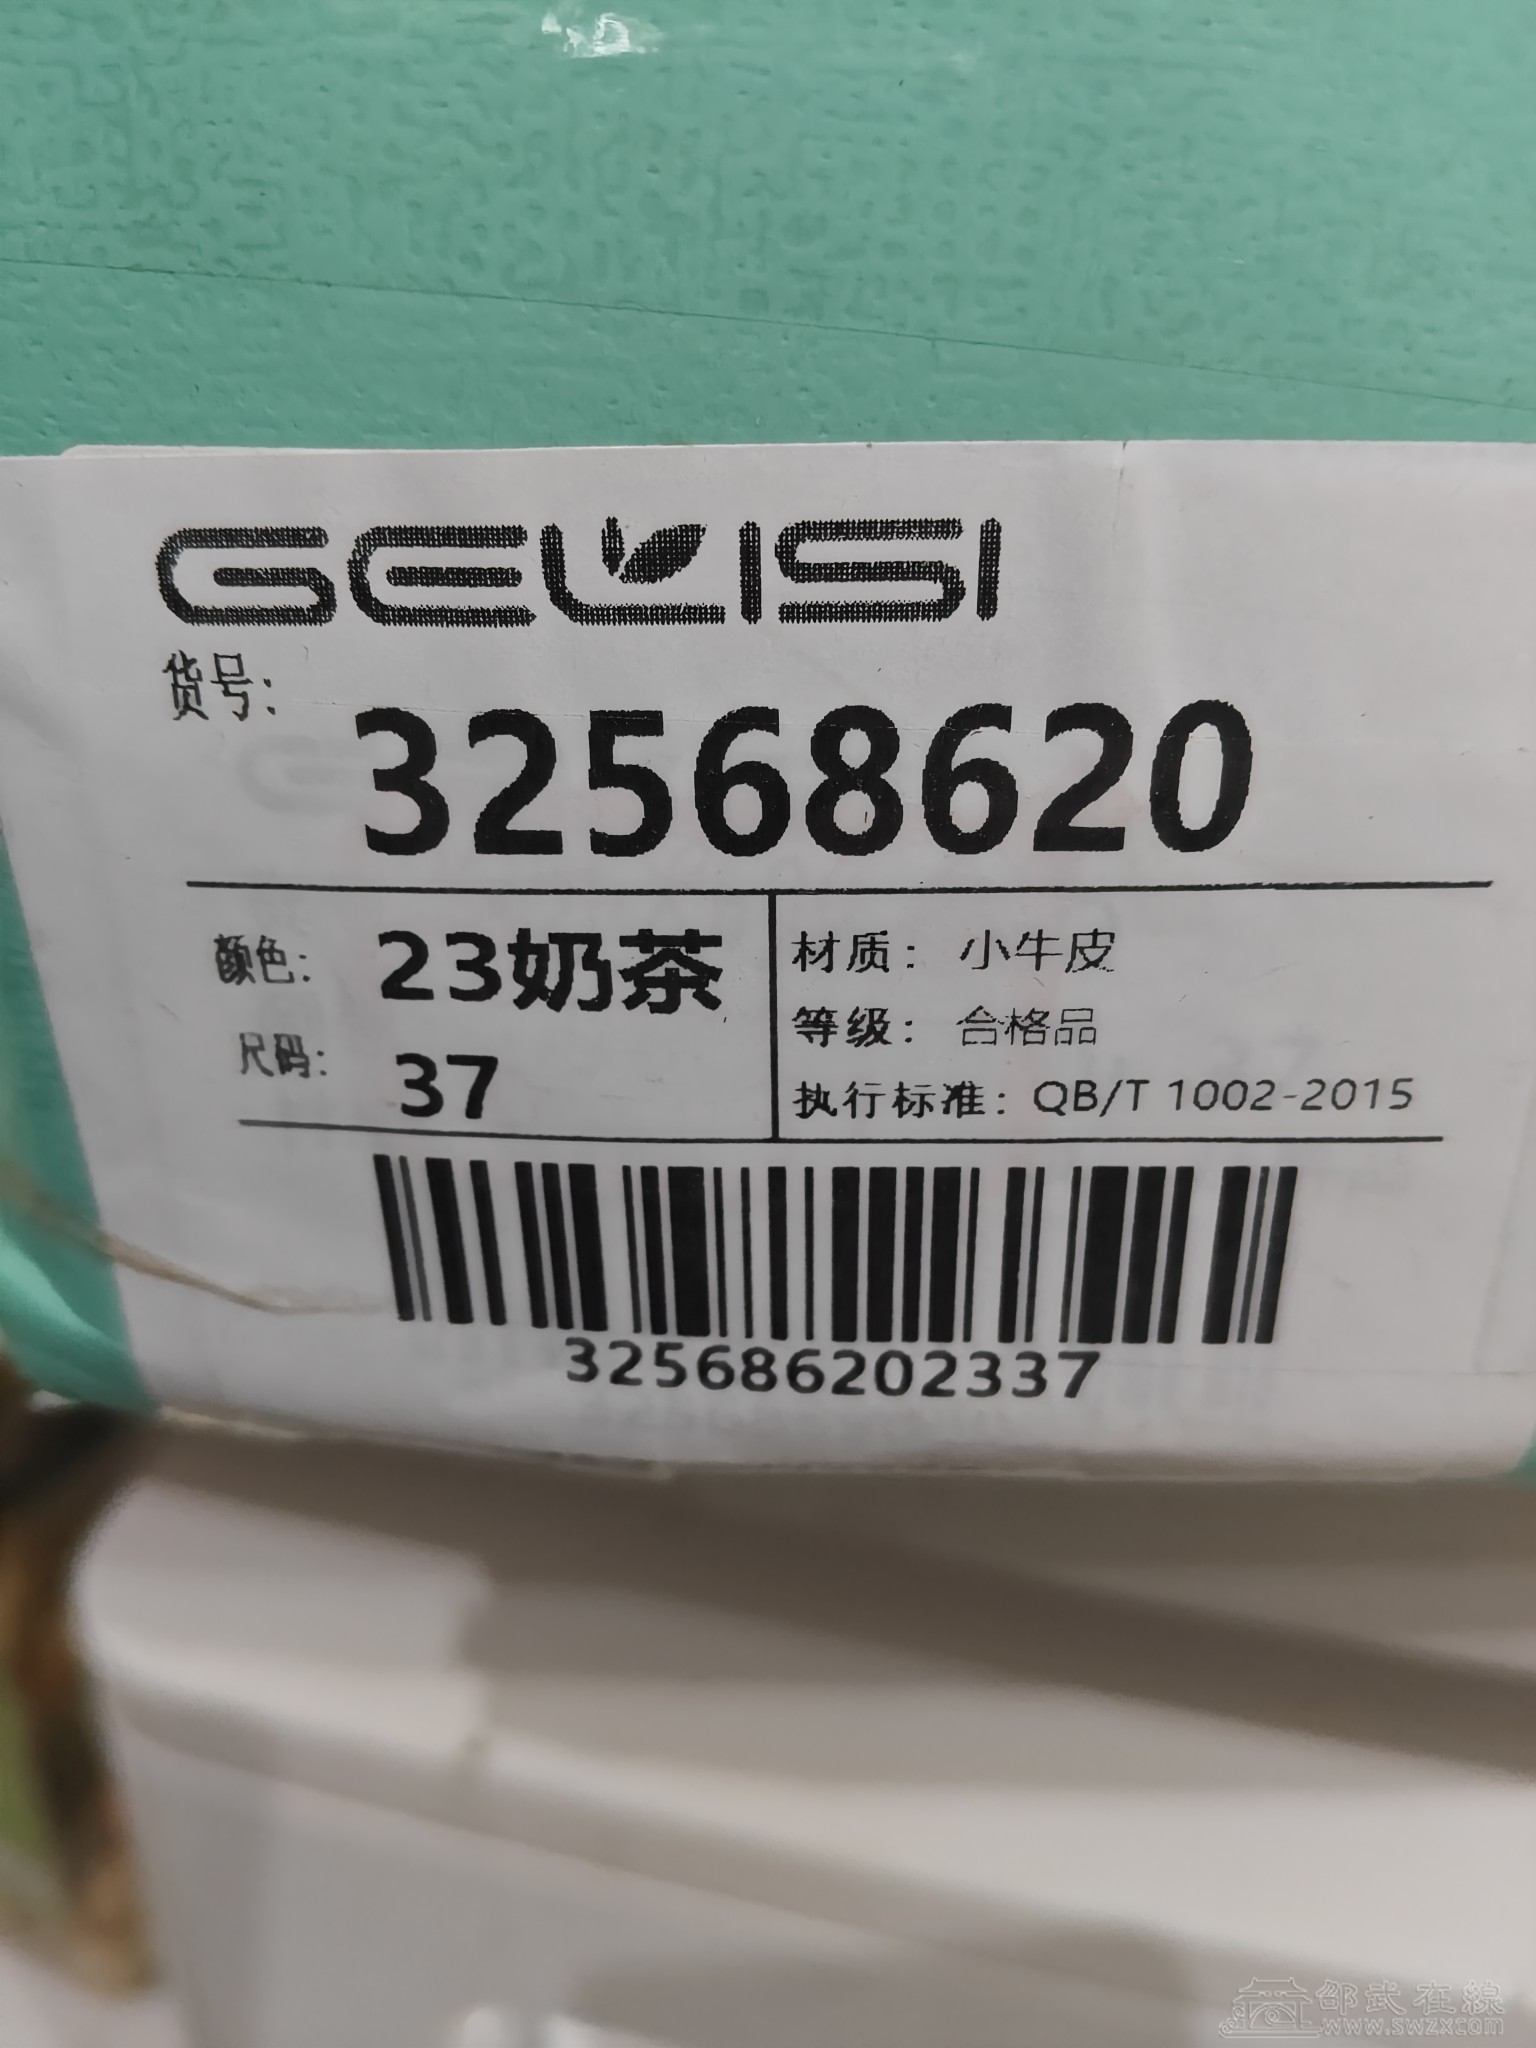 GELISI
货号:
32568620
颜色: 23奶茶
尺码: 37
材质: 小牛皮
等级: 合格品
执行标准: QB/T 1002-2015
325686202337
邵武在線
www.swzx.com